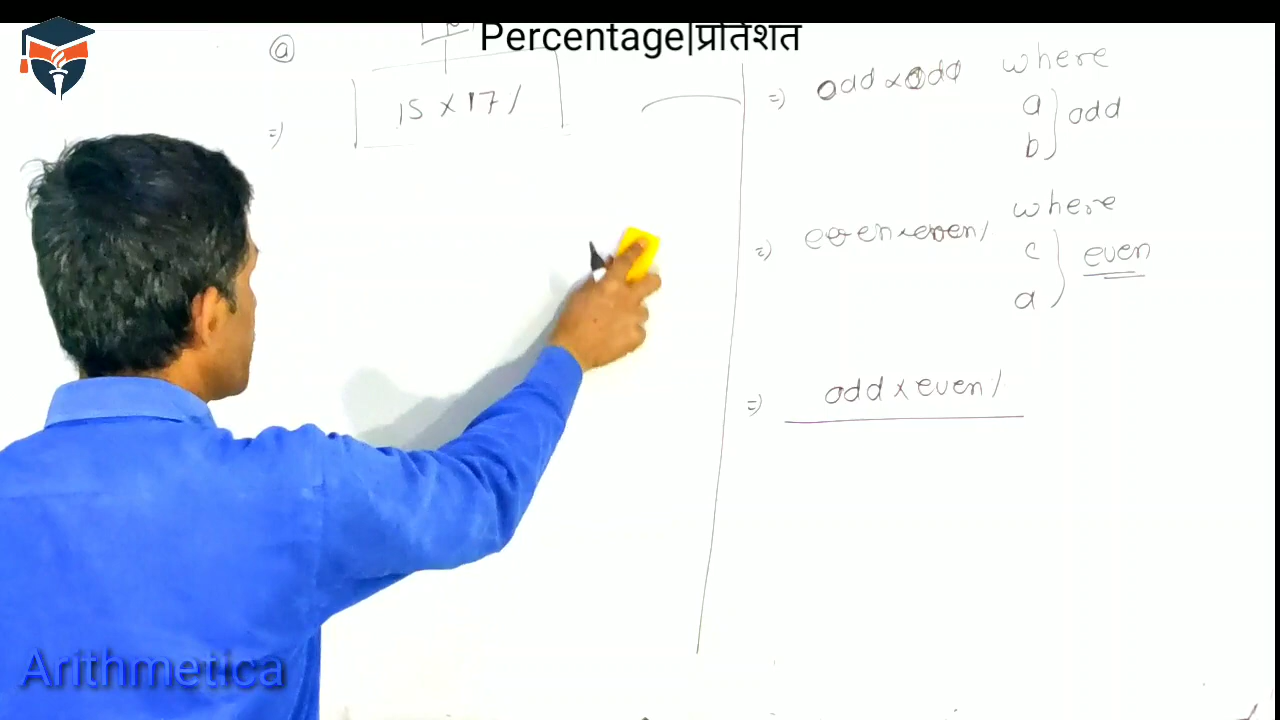 Percentage|प्रतिशत
a
=) 15 x 17 /
=) odd x odd where
a
b
odd
=) even x even / where
c
a
even
=) odd x even /
Arithmetica